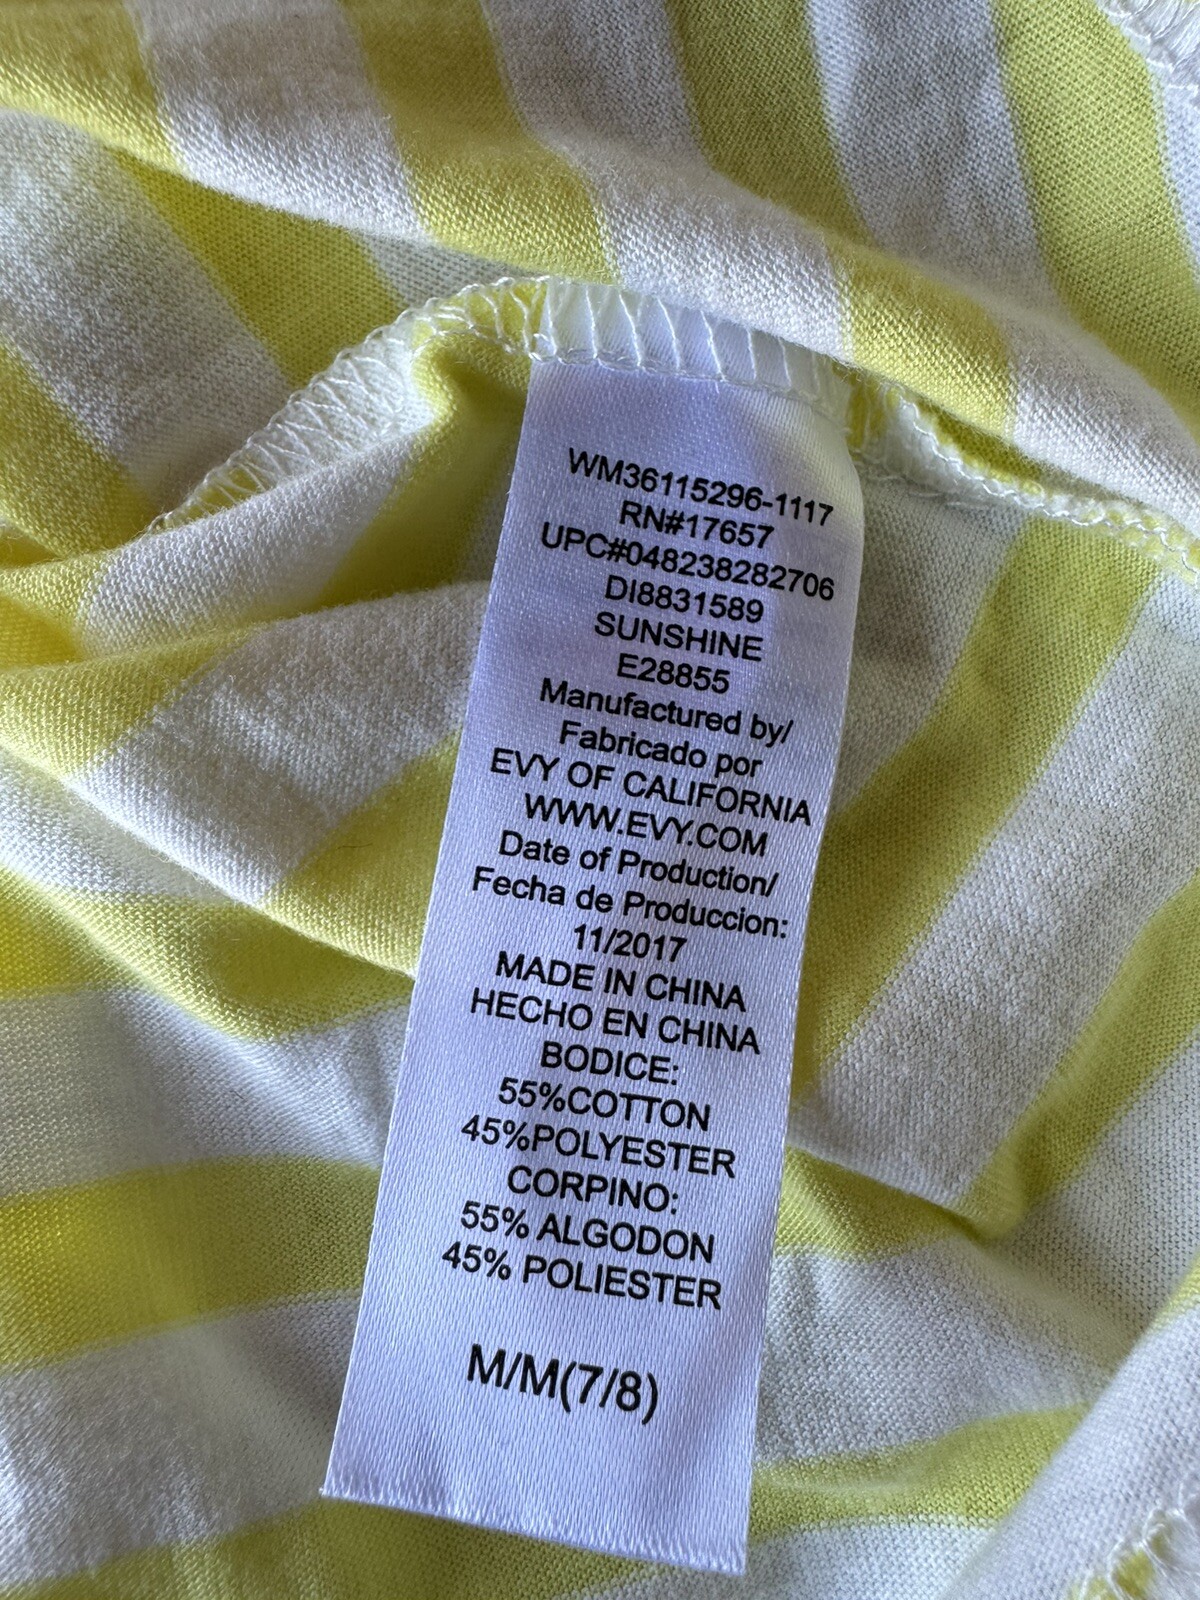 WM36115296-1117
RN#17657
UPC#048238282706
DI8831589
SUNSHINE
E28855
Manufactured by/
Fabricado por
EVY OF CALIFORNIA
WWW.EVY.COM
Date of Production/
Fecha de Produccion:
11/2017
MADE IN CHINA
HECHO EN CHINA
BODICE:
55%COTTON
45%POLYESTER
CORPINO:
55% ALGODON
45% POLIESTER
M/M(7/8)